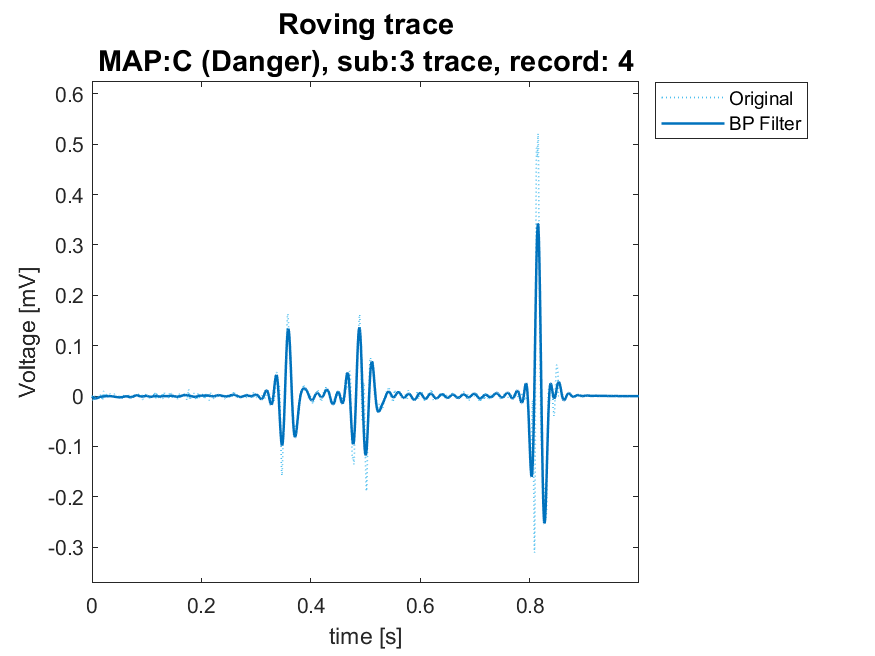 Roving trace
MAP:C (Danger), sub:3 trace, record: 4
Original
BP Filter
0.6
0.5
0.4
0.3
0.2
0.1
0
-0.1
-0.2
-0.3
Voltage [mV]
0
0.2
0.4
0.6
0.8
time [s]